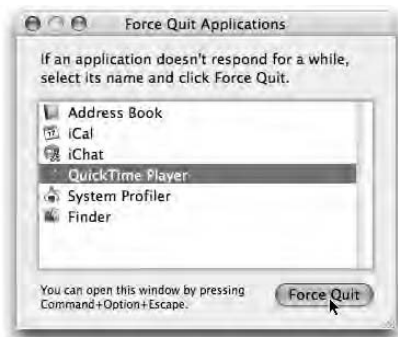 Force Quit Applications
If an application doesn't respond for a while,
select its name and click Force Quit.
Address Book
iCal
iChat
QuickTime Player
System Profiler
Finder
You can open this window by pressing
Command+Option+Escape.
Force Quit